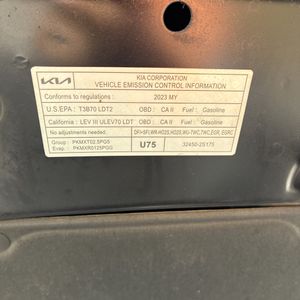 KIA
KIA CORPORATION
VEHICLE EMISSION CONTROL INFORMATION
Conforms to regulations : 2023 MY
U.S.EPA : T3B70 LDT2 OBD : CA II Fuel : Gasoline
California : LEV III ULEV70 LDT OBD : CA II Fuel : Gasoline
No adjustments needed.
DFI+SFI,WR-HO2S,HO2S,WU-TWC,TWC,EGR,EGRC
Group : PKMXT02.5PG5
Evap. : PKMXR0125PGG
U75
32450-2S175